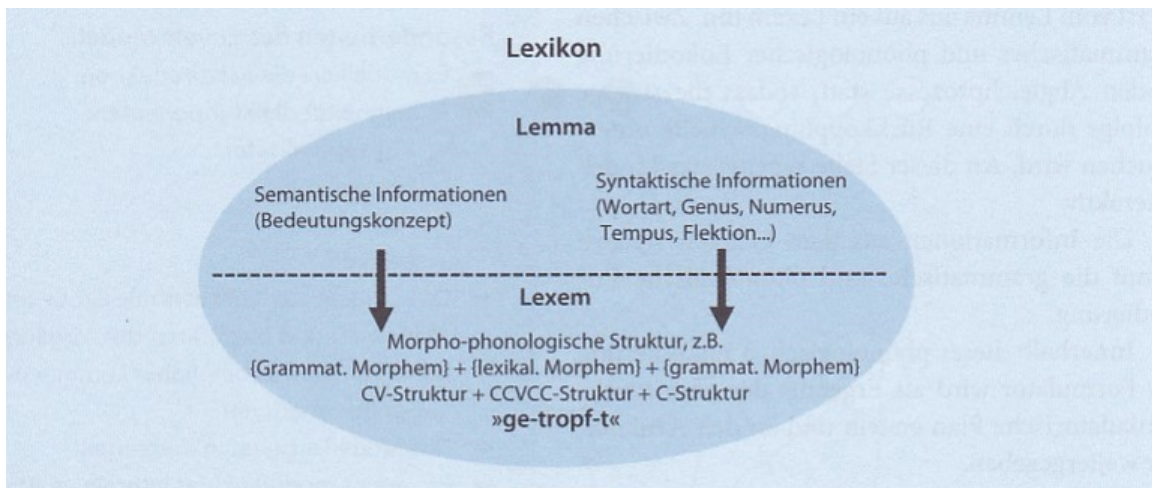 Lexikon
Lemma
Semantische Informationen
(Bedeutungskonzept)
Syntaktische Informationen
(Wortart, Genus, Numerus,
Tempus, Flektion...)
Lexem
Morpho-phonologische Struktur, z.B.
{Grammat. Morphem} + {lexikal. Morphem} + {grammat. Morphem}
CV-Struktur + CCVCC-Struktur + C-Struktur
»ge-tropf-t«